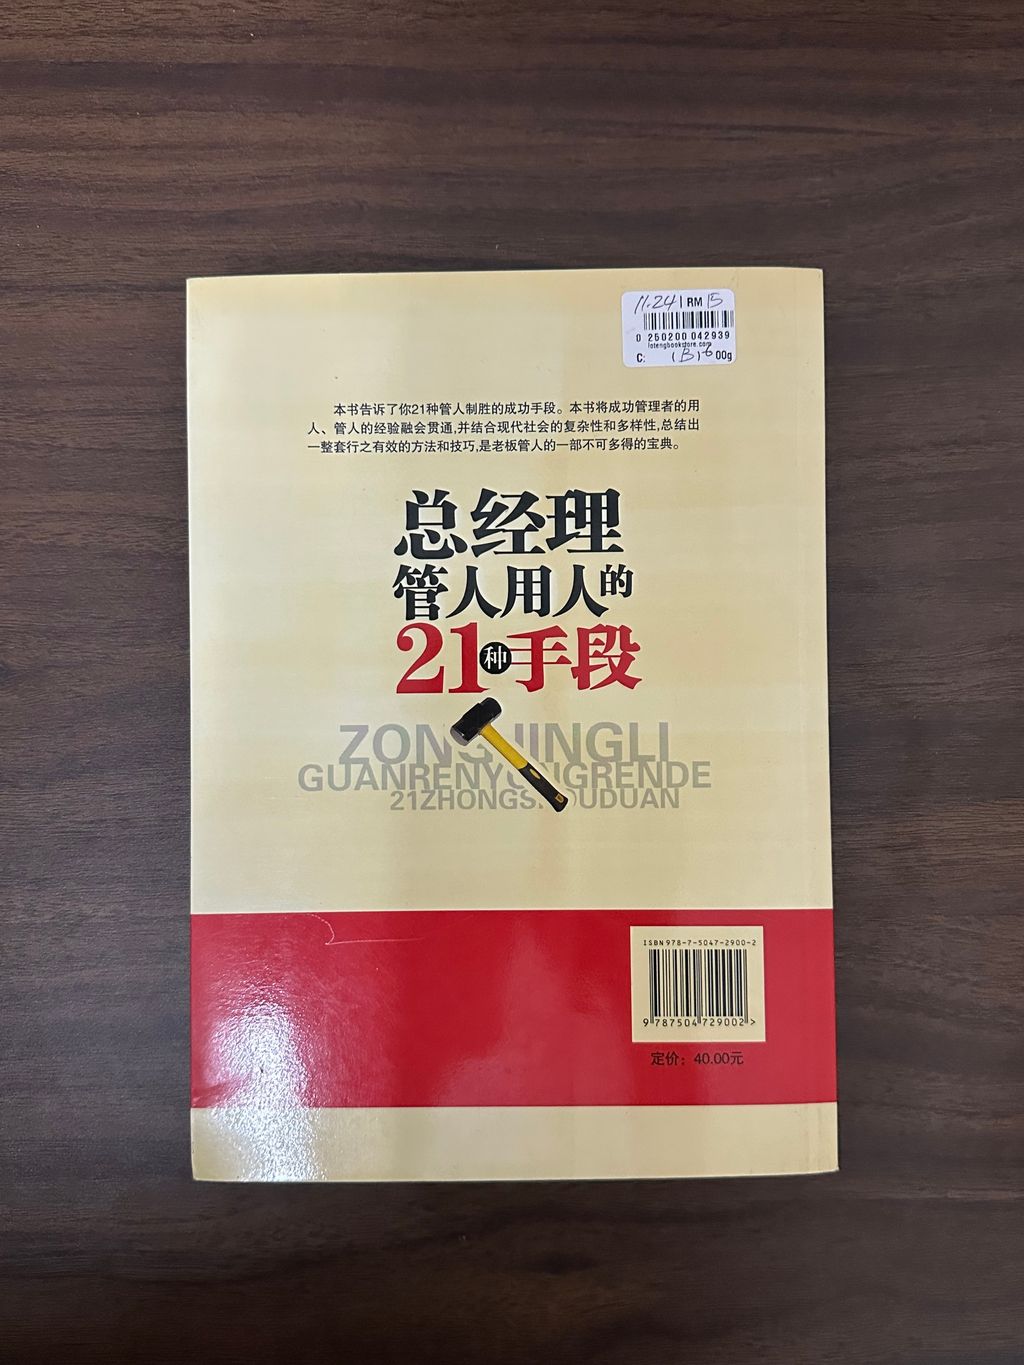 11.24 RM 15
0 250200 042939
lotengbookstore.com
C: (B) 600g
本书告诉了你21种管人制胜的成功手段。本书将成功管理者的用
人、管人的经验融会贯通,并结合现代社会的复杂性和多样性,总结出
一整套行之有效的方法和技巧,是老板管人的一部不可多得的宝典。
总经理
管人用人的
21种手段
ISBN 978-7-5047-2900-2
9 787504 729002 >
定价：40.00元